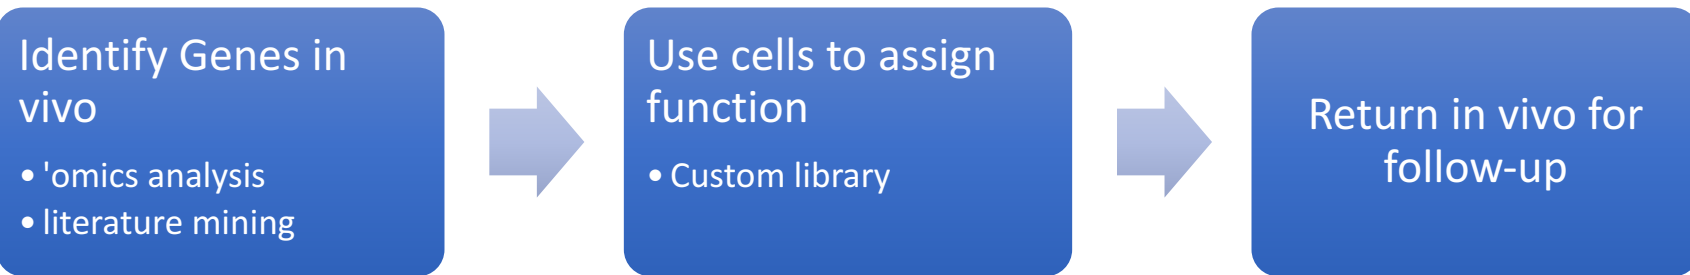 Identify Genes in
vivo
• 'omics analysis
• literature mining
Use cells to assign
function
• Custom library
Return in vivo for
follow-up